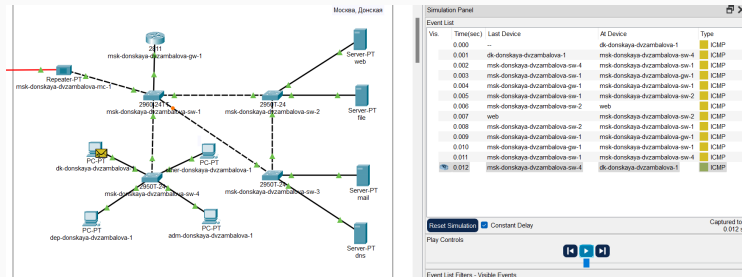 Москва, Донская
2811
msk-donskaya-dvzambalova-gw-1
Server-PT
web
Repeater-PT
msk-donskaya-dvzambalova-mc-1
2960-24TT
msk-donskaya-dvzambalova-sw-1
2950T-24
msk-donskaya-dvzambalova-sw-2
Server-PT
file
PC-PT
dk-donskaya-dvzambalova-1
PC-PT
other-donskaya-dvzambalova-1
2950T-24
msk-donskaya-dvzambalova-sw-4
2950T-24
msk-donskaya-dvzambalova-sw-3
Server-PT
mail
PC-PT
dep-donskaya-dvzambalova-1
PC-PT
adm-donskaya-dvzambalova-1
Server-PT
dns
Simulation Panel
Event List
Vis. Time(sec) Last Device At Device Type
0.000 -- dk-donskaya-dvzambalova-1 ICMP
0.001 dk-donskaya-dvzambalova-1 msk-donskaya-dvzambalova-sw-4 ICMP
0.002 msk-donskaya-dvzambalova-sw-4 msk-donskaya-dvzambalova-sw-1 ICMP
0.003 msk-donskaya-dvzambalova-sw-1 msk-donskaya-dvzambalova-gw-1 ICMP
0.004 msk-donskaya-dvzambalova-gw-1 msk-donskaya-dvzambalova-sw-1 ICMP
0.005 msk-donskaya-dvzambalova-sw-1 msk-donskaya-dvzambalova-sw-2 ICMP
0.006 msk-donskaya-dvzambalova-sw-2 web ICMP
0.007 web msk-donskaya-dvzambalova-sw-2 ICMP
0.008 msk-donskaya-dvzambalova-sw-2 msk-donskaya-dvzambalova-sw-1 ICMP
0.009 msk-donskaya-dvzambalova-sw-1 msk-donskaya-dvzambalova-gw-1 ICMP
0.010 msk-donskaya-dvzambalova-gw-1 msk-donskaya-dvzambalova-sw-1 ICMP
0.011 msk-donskaya-dvzambalova-sw-1 msk-donskaya-dvzambalova-sw-4 ICMP
0.012 msk-donskaya-dvzambalova-sw-4 dk-donskaya-dvzambalova-1 ICMP
Reset Simulation Constant Delay Captured to
0.012 s
Play Controls
Event List Filters - Visible Events